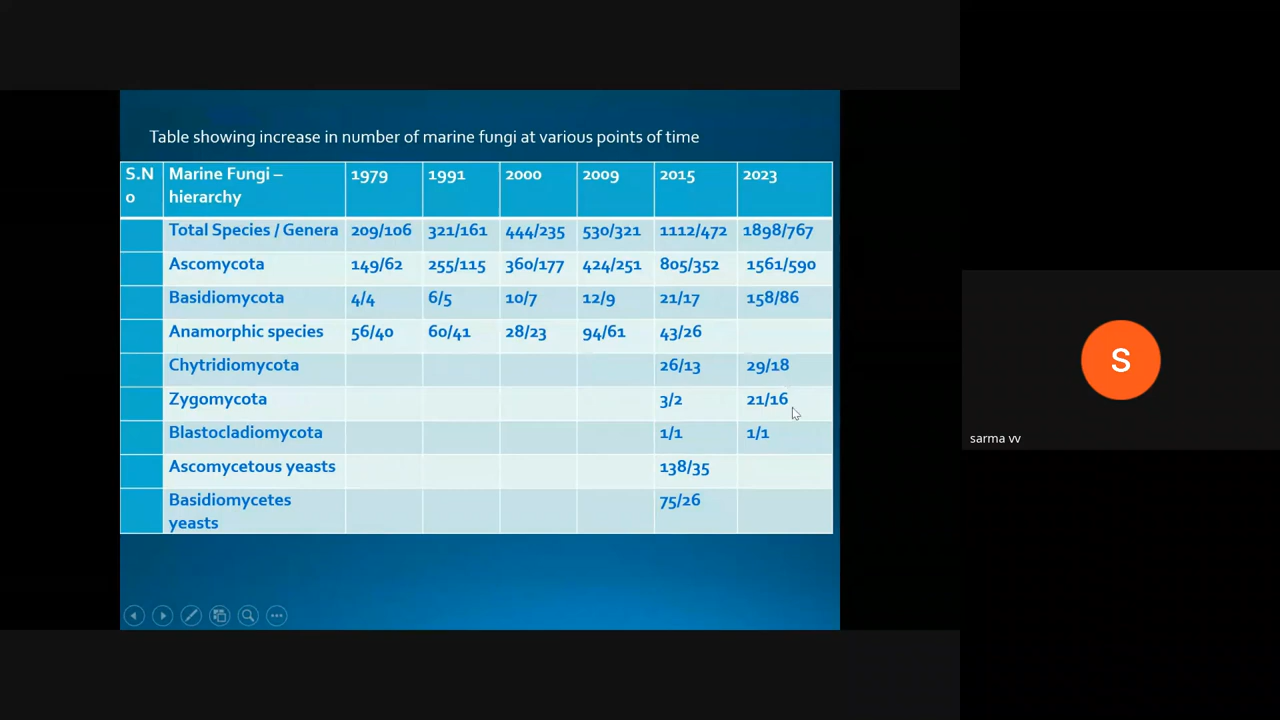 Table showing increase in number of marine fungi at various points of time
S.N
o
Marine Fungi –
hierarchy
1979
1991
2000
2009
2015
2023
Total Species / Genera 209/106 321/161 444/235 530/321 1112/472 1898/767
Ascomycota 149/62 255/115 360/177 424/251 805/352 1561/590
Basidiomycota 4/4 6/5 10/7 12/9 21/17 158/86
Anamorphic species 56/40 60/41 28/23 94/61 43/26
Chytridiomycota 26/13 29/18
Zygomycota 3/2 21/16
Blastocladiomycota 1/1 1/1
Ascomycetous yeasts 138/35
Basidiomycetes
yeasts
75/26
S
sarma vv